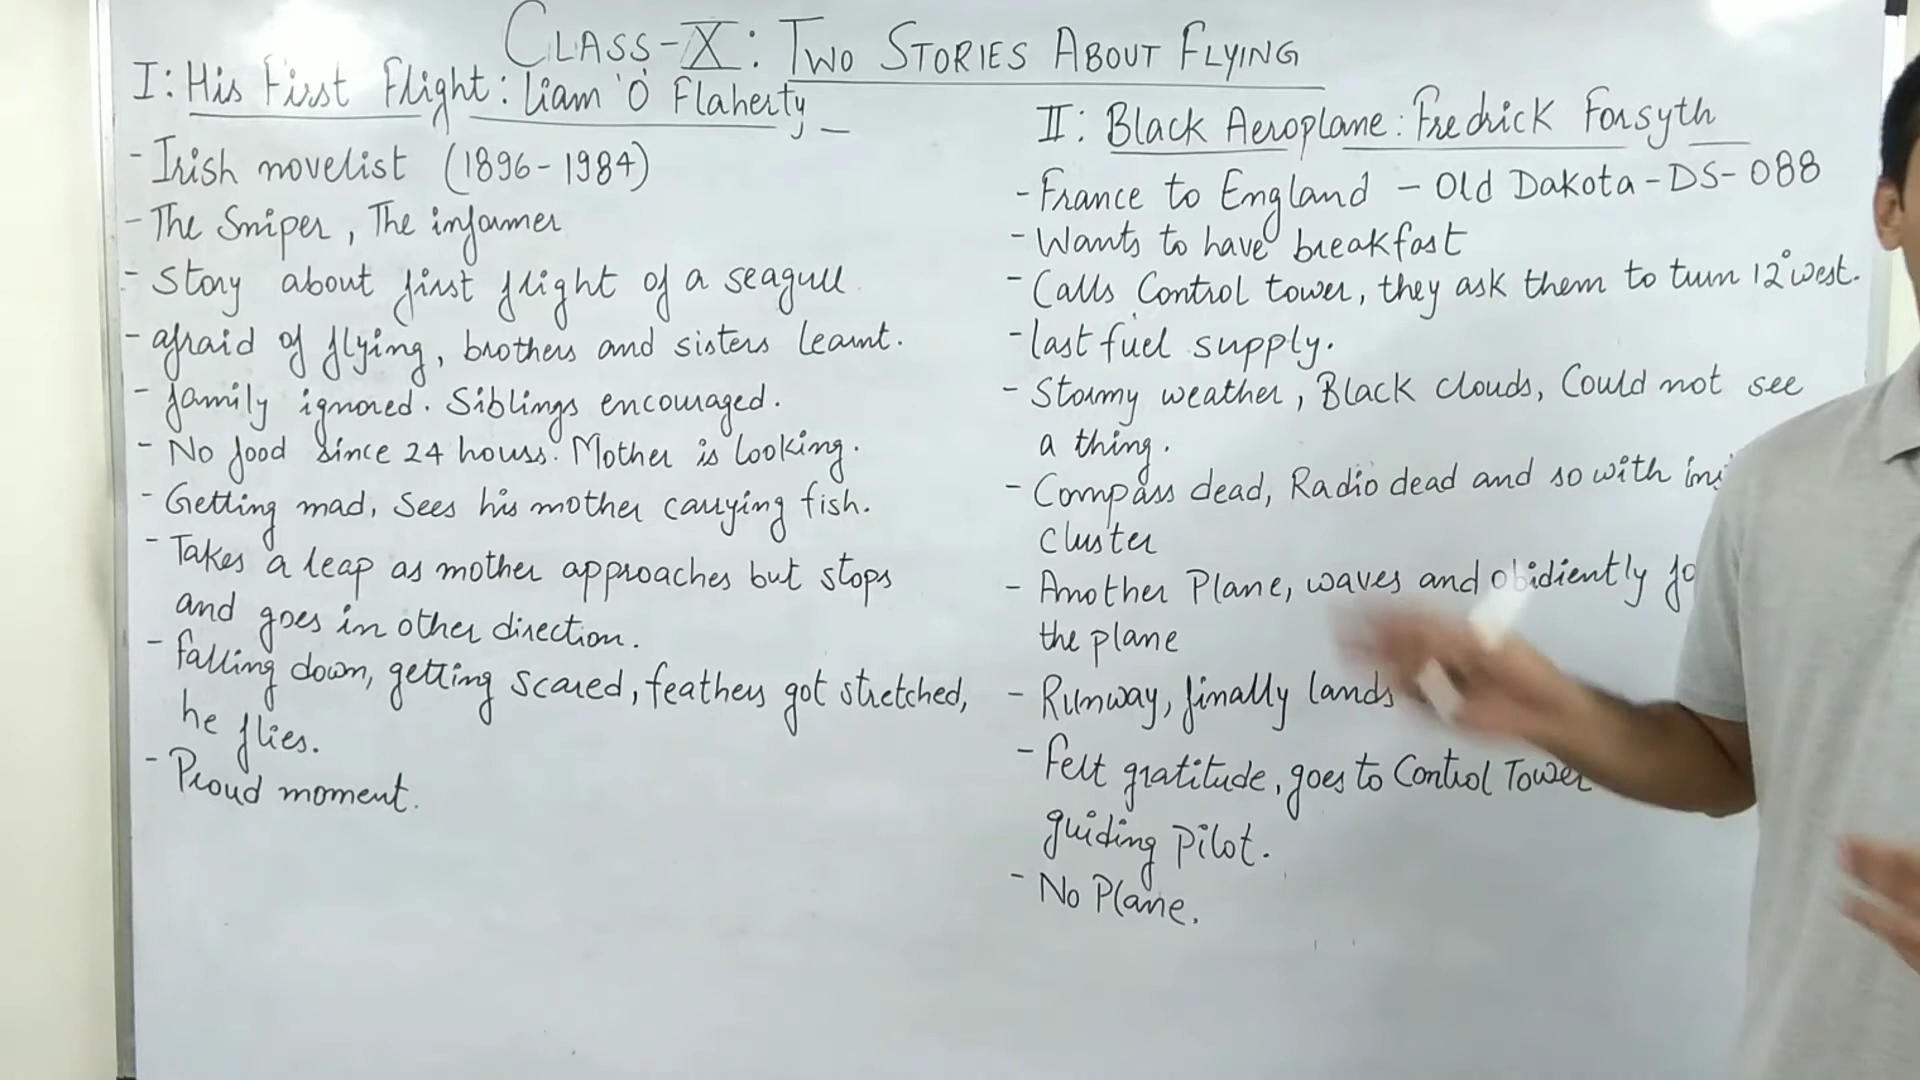 CLASS-X: TWO STORIES ABOUT FLYING
I: His First Flight: Liam 'O' Flaherty
- Irish novelist (1896-1984)
- The Sniper, The informer
- Story about first flight of a seagull.
- afraid of flying, brothers and sisters learnt.
- family ignored. Siblings encouraged.
- No food since 24 hours. Mother is looking.
- Getting mad, Sees his mother carrying fish.
- Takes a leap as mother approaches but stops
and goes in other direction.
- falling down, getting scared, feathers got stretched,
he flies.
- Proud moment.
II: Black Aeroplane: Fredrick Forsyth
- France to England - Old Dakota - DS-088
- Wants to have breakfast
- Calls Control tower, they ask them to turn 12° west.
- last fuel supply.
- Stormy weather, Black clouds, Could not see
a thing.
- Compass dead, Radio dead and so with
cluster
- Another Plane, waves and obidiently
the plane
- Runway, finally lands
- Felt gratitude, goes to Control Tower
guiding pilot.
- No Plane.